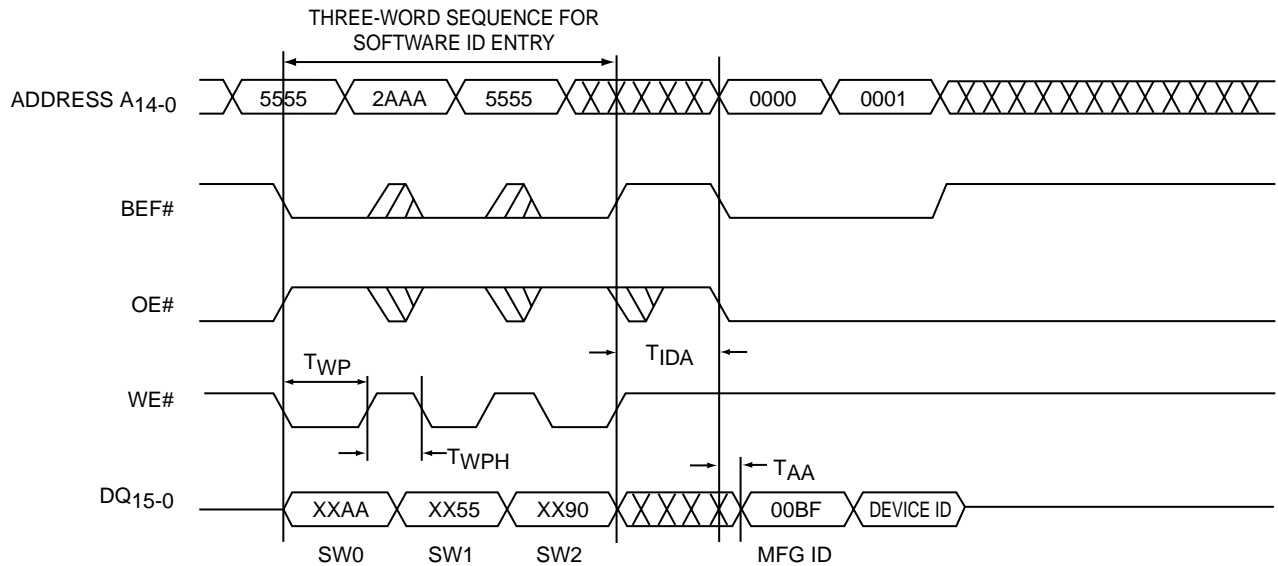 THREE-WORD SEQUENCE FOR
SOFTWARE ID ENTRY
ADDRESS A14-0
5555 2AAA 5555 0000 0001
BEF#
OE#
TIDA
TWP
WE#
TWPH
TAA
DQ15-0
XXAA XX55 XX90 00BF DEVICE ID
SW0 SW1 SW2 MFG ID